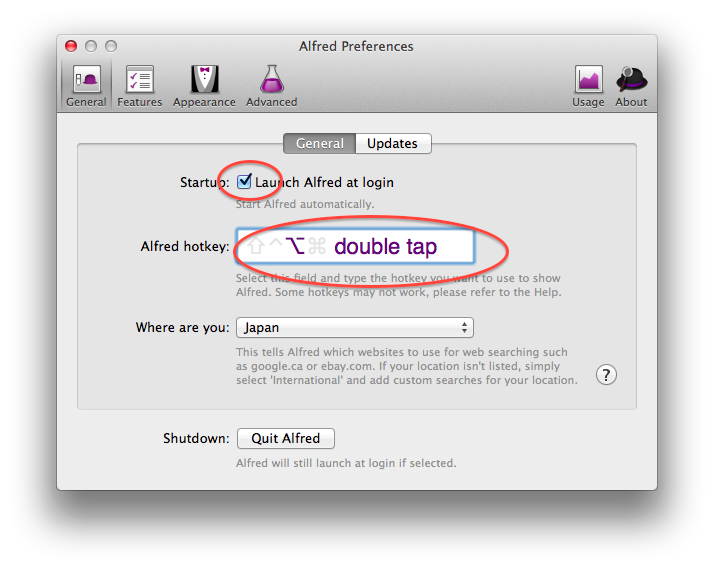 Alfred Preferences
General Features Appearance Advanced Usage About
General Updates
Startup: Launch Alfred at login
Start Alfred automatically.
Alfred hotkey: ⇧^⌥⌘ double tap
Select this field and type the hotkey you want to use to show
Alfred. Some hotkeys may not work, please refer to the Help.
Where are you: Japan
This tells Alfred which websites to use for web searching such
as google.ca or ebay.com. If your location isn't listed, simply
select 'International' and add custom searches for your location.
?
Shutdown: Quit Alfred
Alfred will still launch at login if selected.